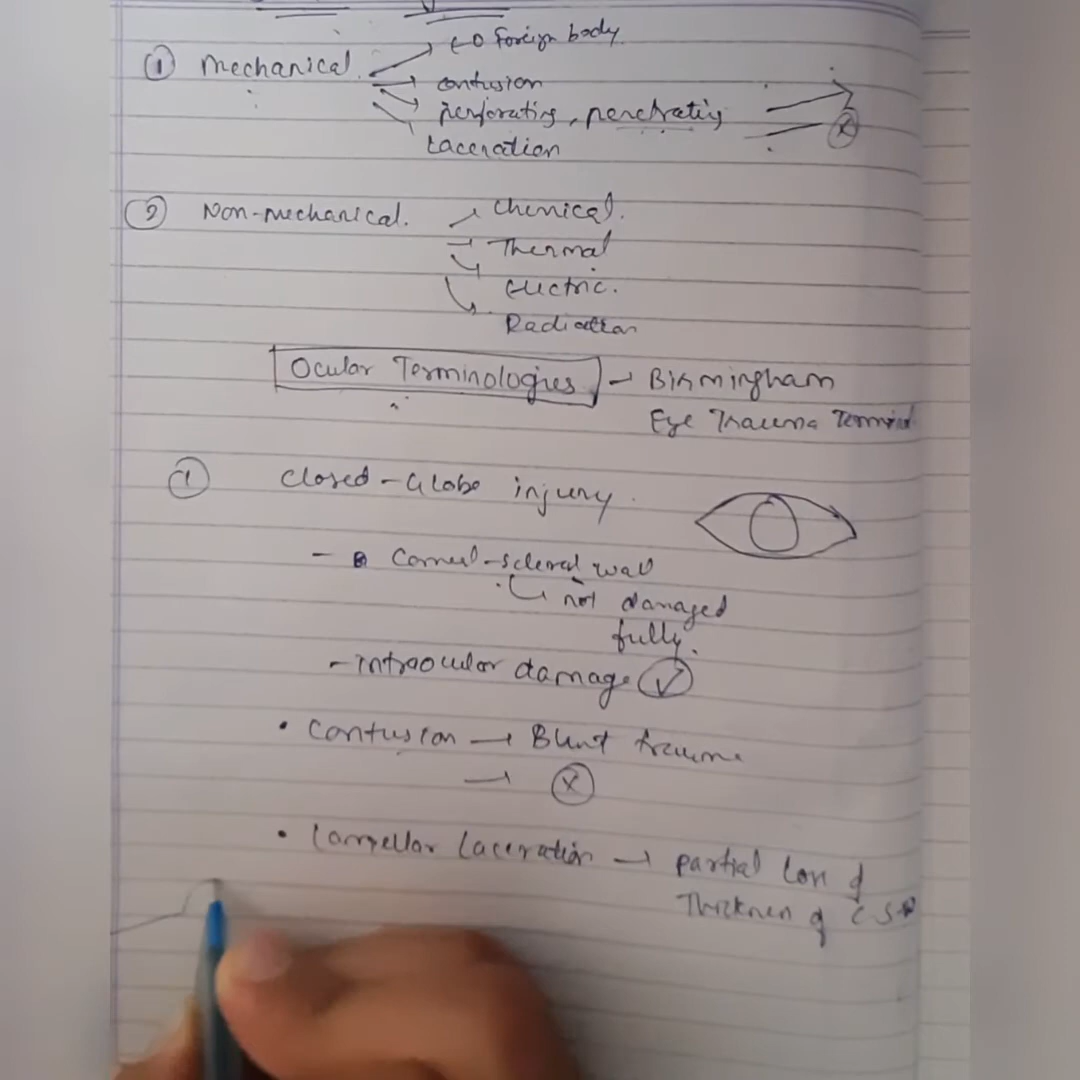 ① Mechanical
Foreign body
contusion
perforating, penetrating
Laceration
② Non-mechanical.
Chemical.
Thermal
Electric.
Radiation
Ocular Terminologies - Birmingham
Eye Trauma
① Closed-Globe injury.
- Corneal-scleral wall
not damaged
fully.
- intraocular damage
• Contusion → Blunt trauma
→ ⓧ
• Lamellar Laceration → partial loss of
Thickness of C S